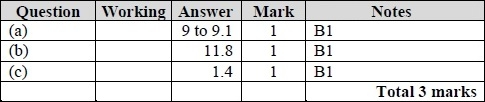 Question Working Answer Mark Notes
(a) 9 to 9.1 1 B1
(b) 11.8 1 B1
(c) 1.4 1 B1
Total 3 marks